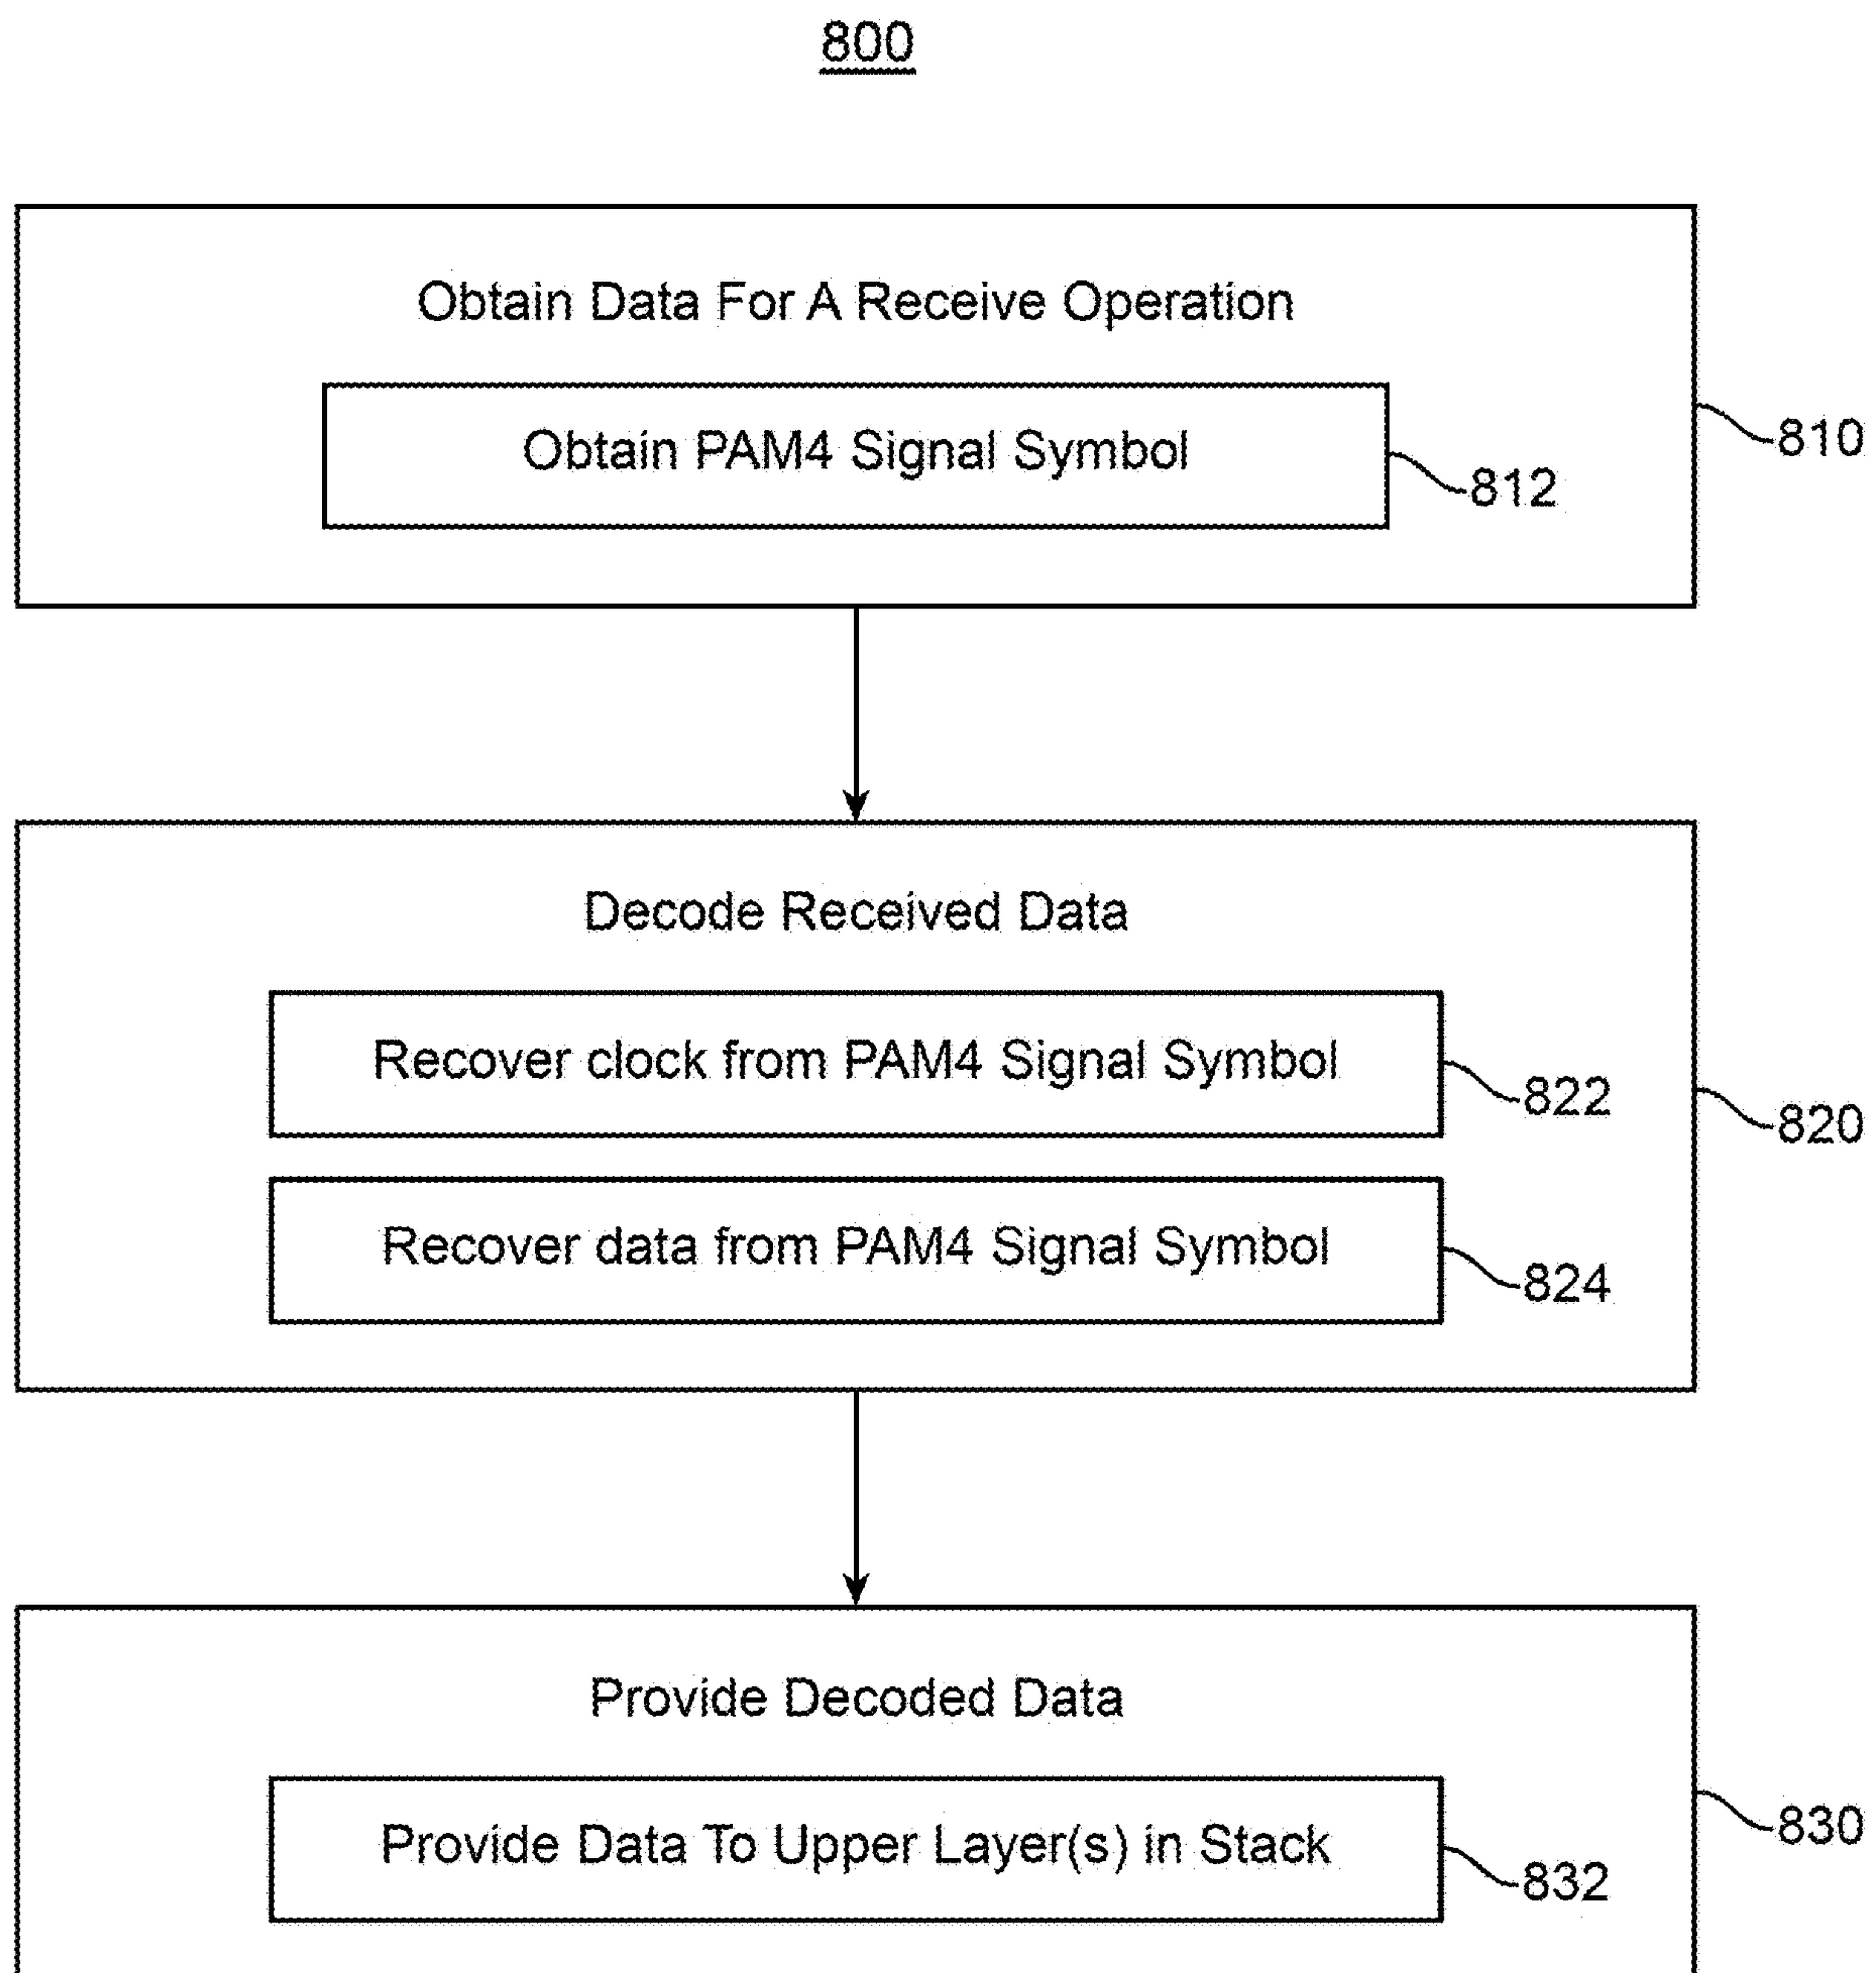 800
Obtain Data For A Receive Operation
Obtain PAM4 Signal Symbol
810
812
Decode Received Data
Recover clock from PAM4 Signal Symbol
822
820
Recover data from PAM4 Signal Symbol
824
Provide Decoded Data
Provide Data To Upper Layer(s) in Stack
830
832